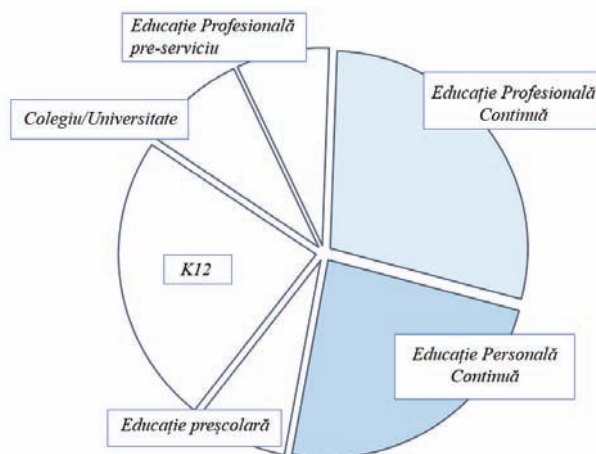 Educație Profesională
pre-serviciu
Educație Profesională
Continuă
Colegiu/Universitate
K12
Educație Personală
Continuă
Educație preșcolară